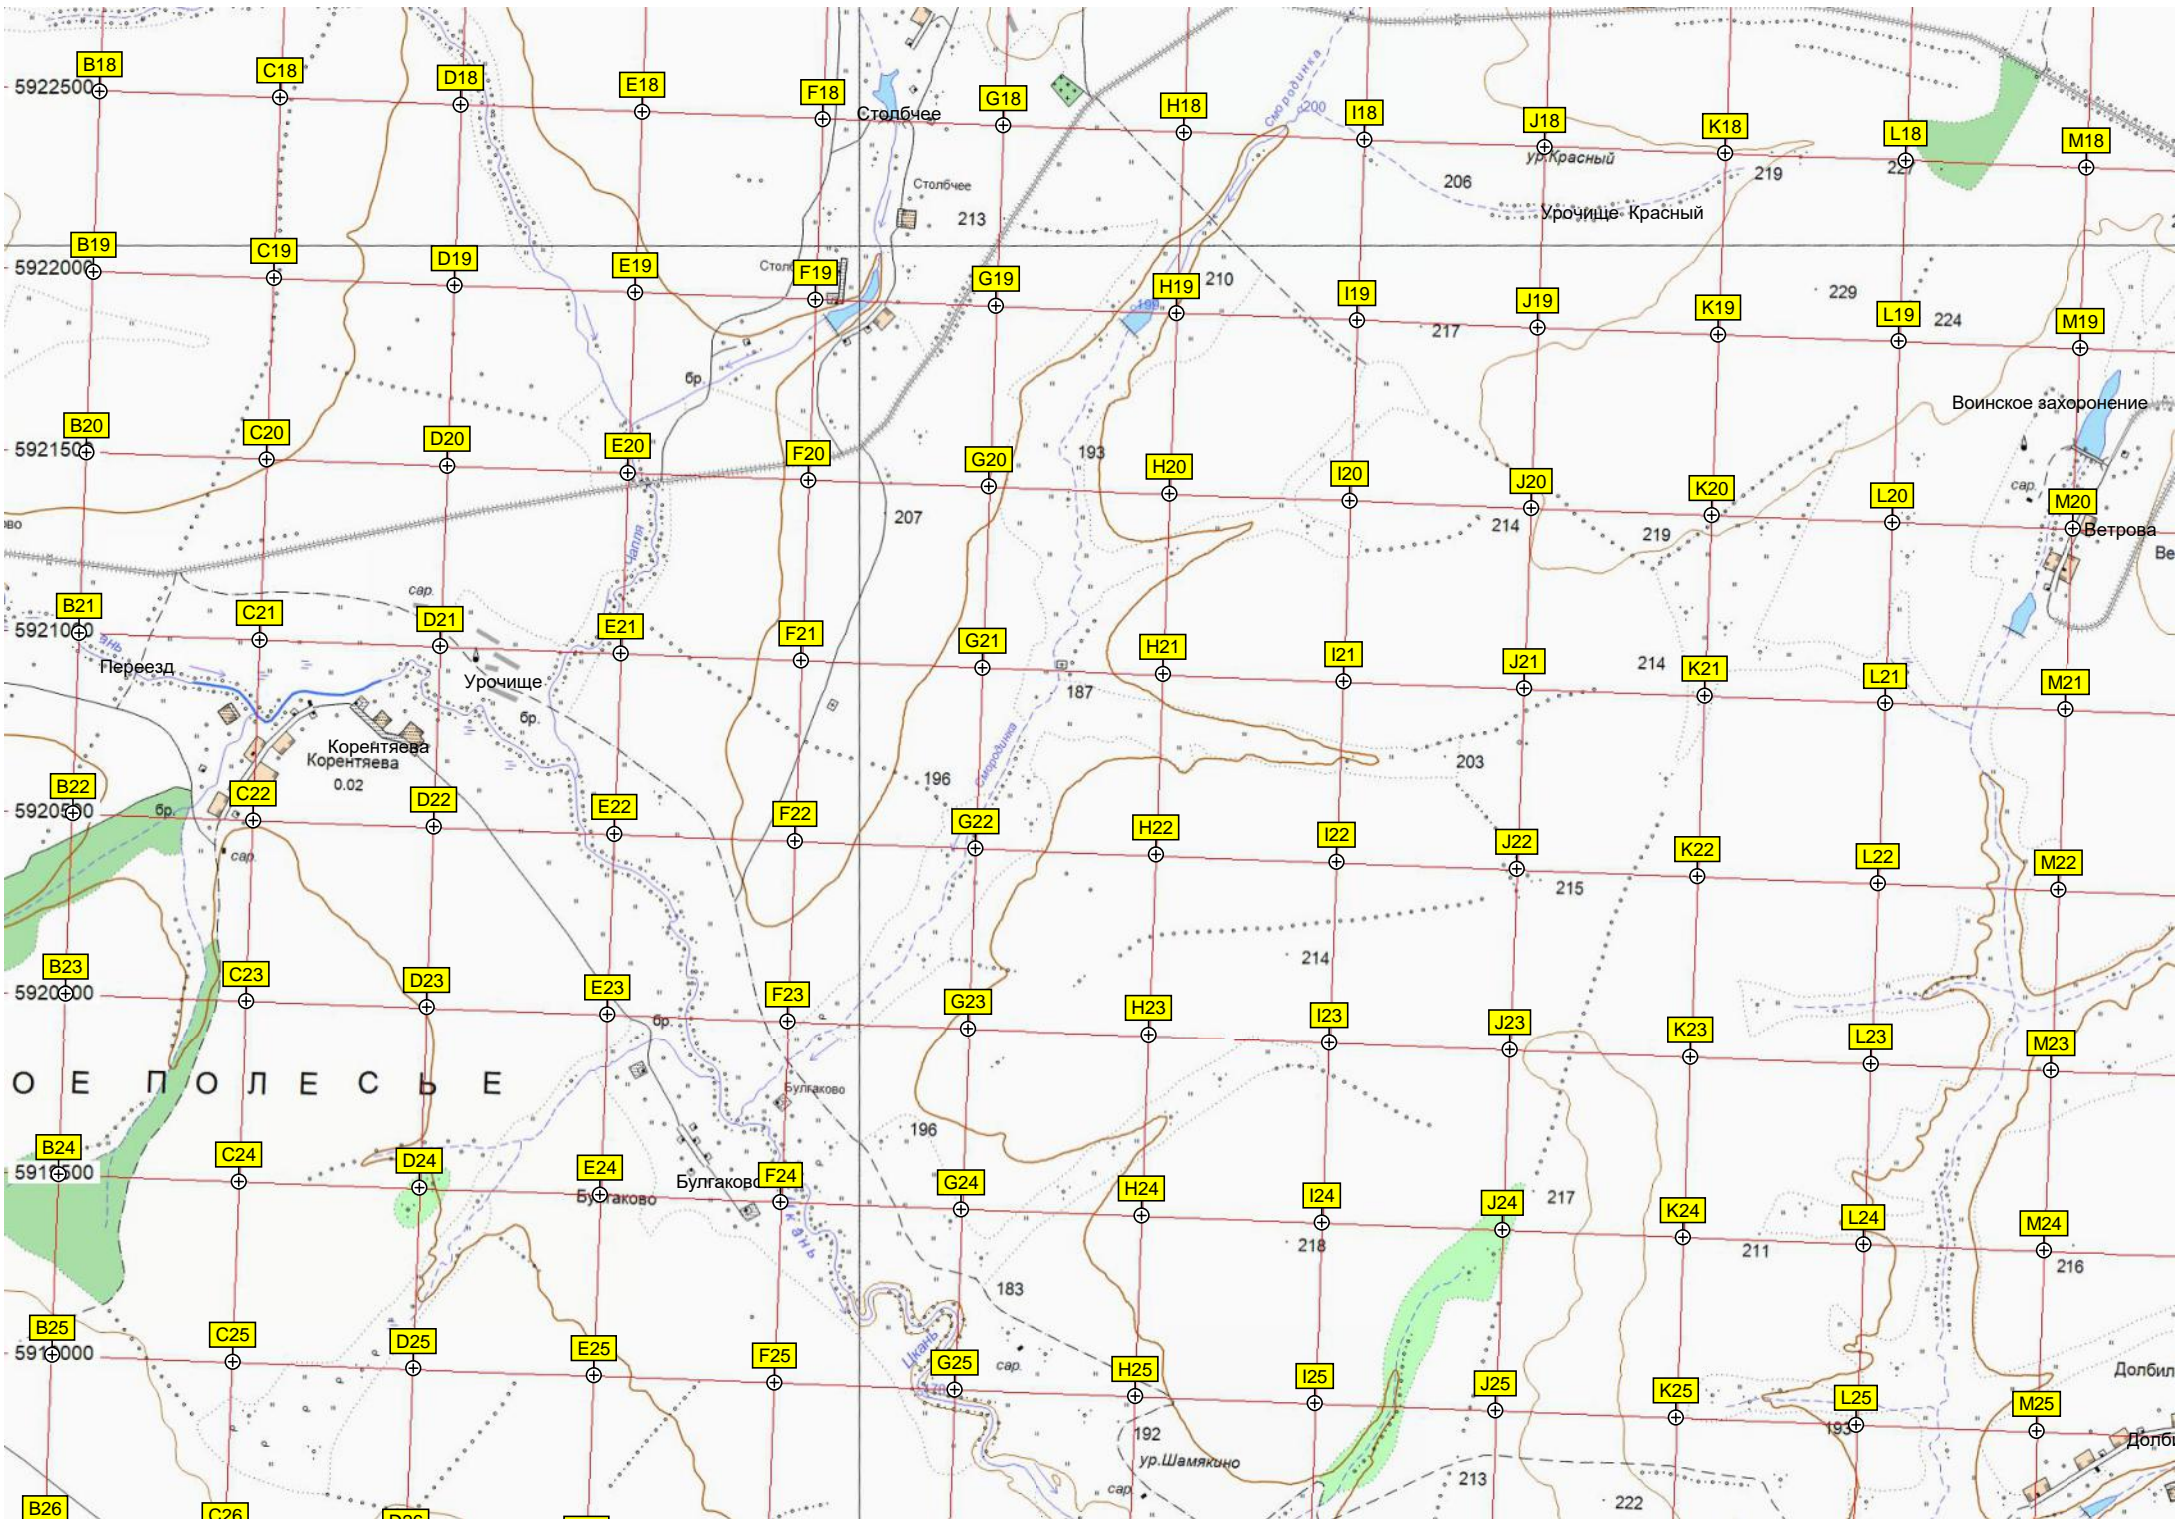 B18
C18
D18
E18
F18
G18
H18
I18
J18
K18
L18
M18
5922500
Столбчее
Смородинка
200
ур.Красный
206
219
227
Столбчее
213
Урочище Красный
B19
C19
D19
E19
F19
G19
H19
I19
J19
K19
L19
M19
5922000
210
217
229
224
бр.
Воинское захоронение
B20
C20
D20
E20
F20
G20
H20
I20
J20
K20
L20
M20
5921500
193
207
214
219
сар.
Ветрова
Ве
Чапля
сар.
B21
C21
D21
E21
F21
G21
H21
I21
J21
K21
L21
M21
5921000
ань
Переезд
Урочище
бр.
187
214
Корентяева
Корентяева
0.02
196
Смородинка
203
B22
C22
D22
E22
F22
G22
H22
I22
J22
K22
L22
M22
5920500
бр.
сар.
215
214
B23
C23
D23
E23
F23
G23
H23
I23
J23
K23
L23
M23
5920000
бр.
О Е П О Л Е С Ь Е
Булгаково
196
B24
C24
D24
E24
F24
G24
H24
I24
J24
K24
L24
M24
5919500
Булгаково
Булгаково
217
218
211
216
183
B25
C25
D25
E25
F25
G25
H25
I25
J25
K25
L25
M25
5919000
Цкань
сар.
Долбил
192
193
Долби
ур.Шамякино
213
222
сар.
B26
C26
D26